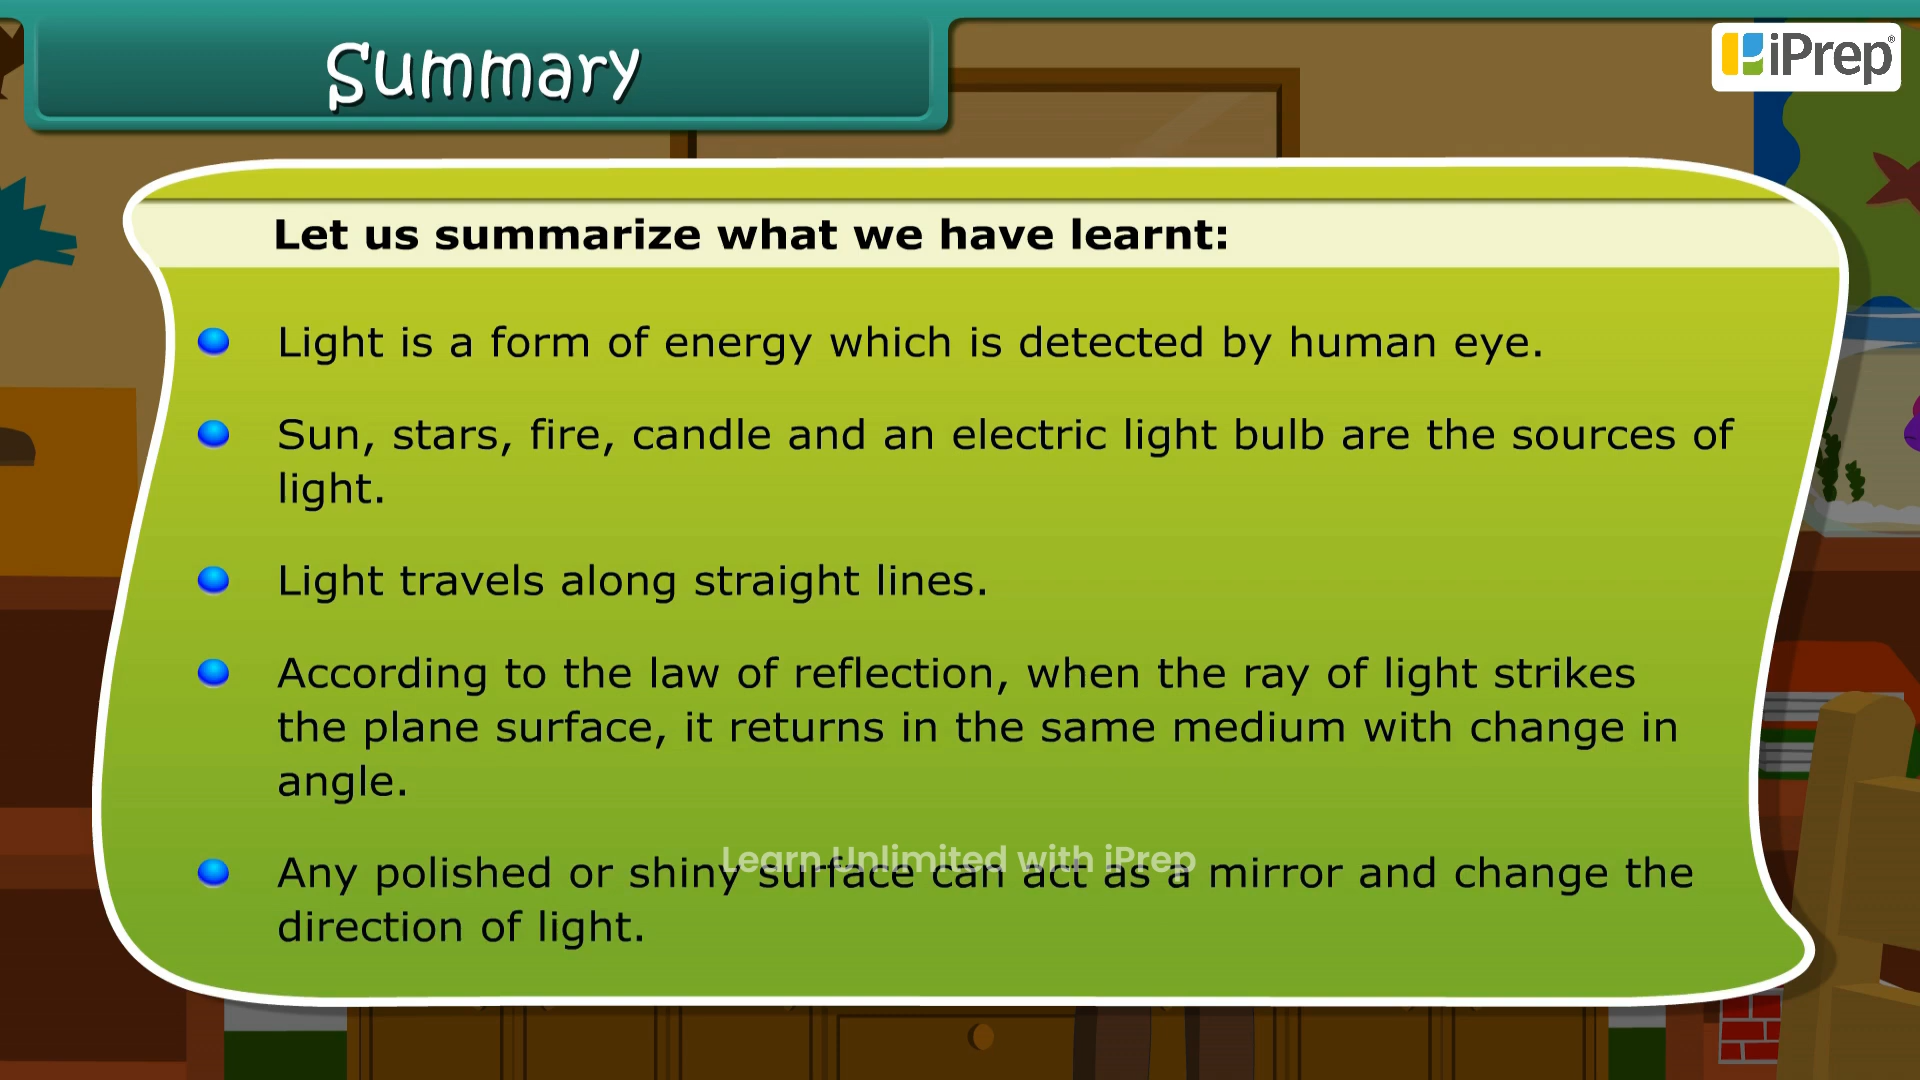 Summary
iPrep®
Let us summarize what we have learnt:
Light is a form of energy which is detected by human eye.
Sun, stars, fire, candle and an electric light bulb are the sources of
light.
Light travels along straight lines.
According to the law of reflection, when the ray of light strikes
the plane surface, it returns in the same medium with change in
angle.
Learn Unlimited with iPrep
Any polished or shiny surface can act as a mirror and change the
direction of light.